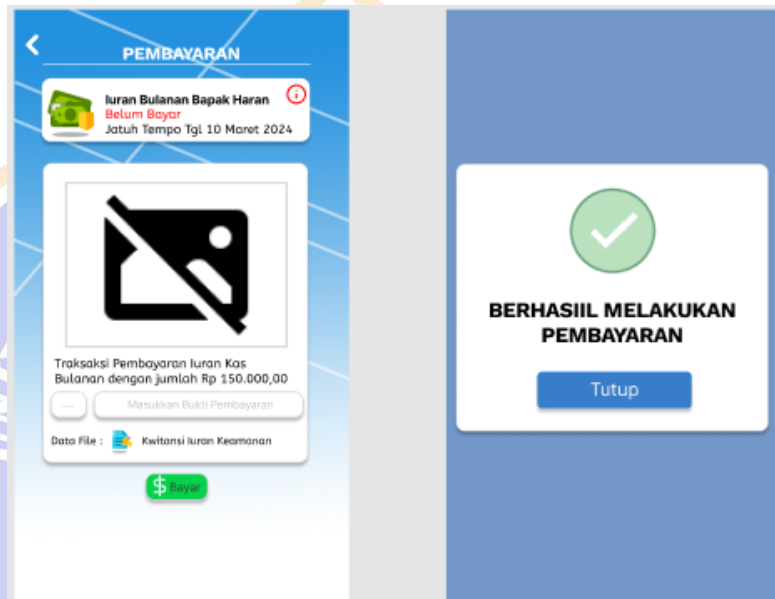 PEMBAYARAN
Iuran Bulanan Bapak Haran
Belum Bayar
Jatuh Tempo Tgl 10 Maret 2024
Traksaksi Pembayaran Iuran Kas
Bulanan dengan jumlah Rp 150.000,00
... Masukkan Bukti Pembayaran
Data File : Kwitansi Iuran Keamanan
$ Bayar
BERHASIIL MELAKUKAN
PEMBAYARAN
Tutup